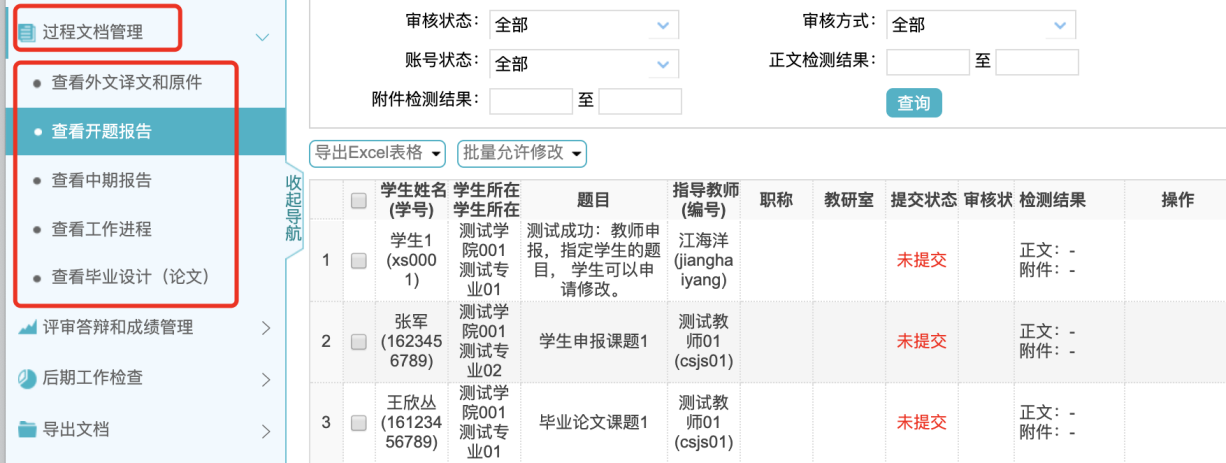 过程文档管理
查看外文译文和原件
查看开题报告
查看中期报告
查看工作进程
查看毕业设计（论文）
评审答辩和成绩管理
后期工作检查
导出文档
收起导航
审核状态： 全部 审核方式： 全部
账号状态： 全部 正文检测结果： 至
附件检测结果： 至 查询
导出Excel表格 批量允许修改
学生姓名 学生所在 题目 指导教师 职称 教研室 提交状态 审核状 检测结果 操作
(学号) 学生所在 (编号)
1
学生1
(xs000
1)
测试学
院001
测试专
业01
测试成功：教师申
报，指定学生的题
目， 学生可以申
请修改。
江海洋
(jiangha
iyang)
未提交
正文：-
附件：-
2
张军
(162345
6789)
测试学
院001
测试专
业02
学生申报课题1
测试教
师01
(csjs01)
未提交
正文：-
附件：-
3
王欣丛
(161234
56789)
测试学
院001
测试专
业01
毕业论文课题1
测试教
师01
(csjs01)
未提交
正文：-
附件：-